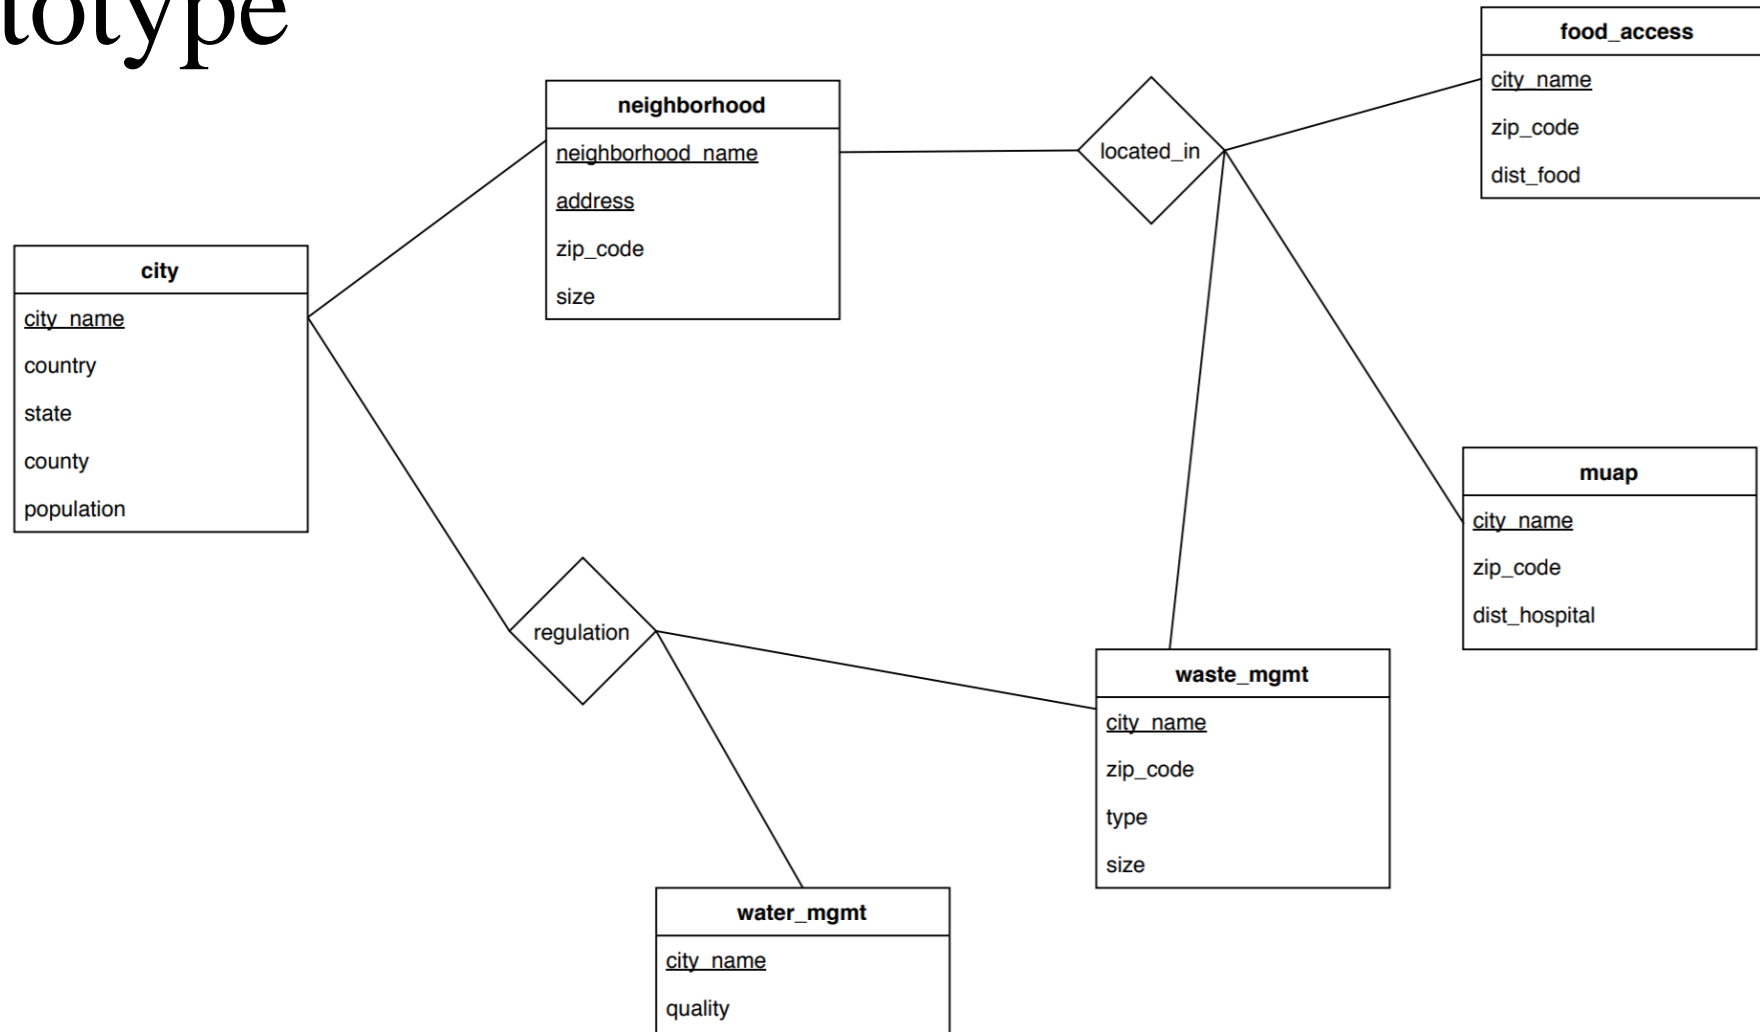 totype
food_access
city_name
zip_code
dist_food
neighborhood
neighborhood_name
address
zip_code
size
located_in
city
city_name
country
state
county
population
muap
city_name
zip_code
dist_hospital
regulation
waste_mgmt
city_name
zip_code
type
size
water_mgmt
city_name
quality